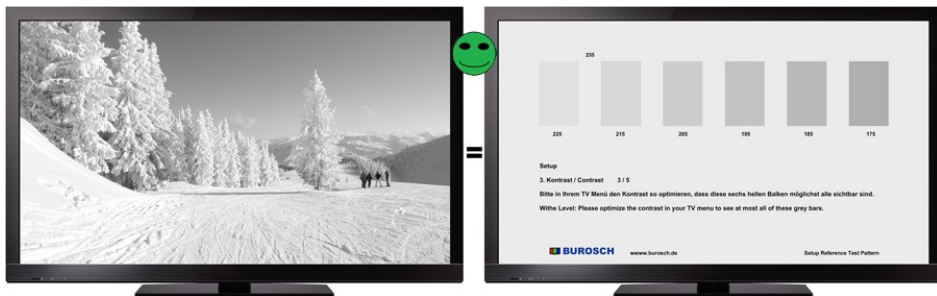 =
235
225 215 205 195 185 175
Setup
3. Kontrast / Contrast 3 / 5
Bitte in Ihrem TV Menü den Kontrast so optimieren, dass diese sechs hellen Balken möglichst alle sichtbar sind.
Withe Level: Please optimize the contrast in your TV menu to see at most all of these grey bars.
BUROSCH wwww.burosch.de Setup Reference Test Pattern